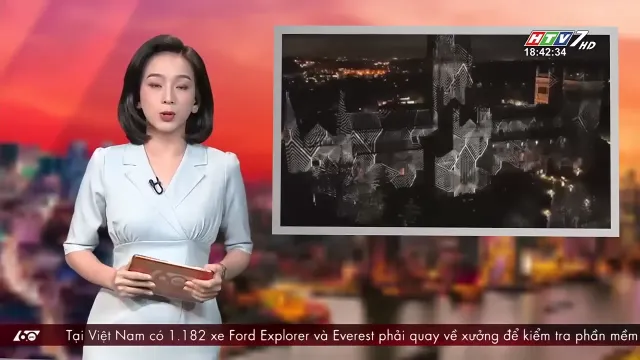 HTV7 HD
18:42:34
60
Tại Việt Nam có 1.182 xe Ford Explorer và Everest phải quay về xưởng để kiểm tra phần mềm